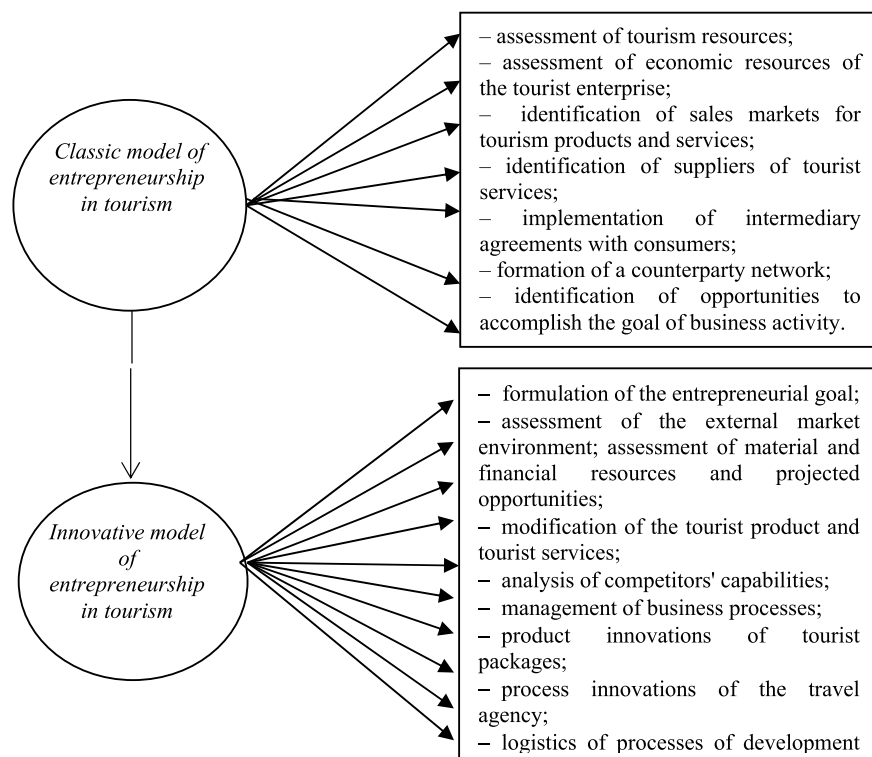 Classic model of
entrepreneurship
in tourism
– assessment of tourism resources;
– assessment of economic resources of
the tourist enterprise;
– identification of sales markets for
tourism products and services;
– identification of suppliers of tourist
services;
– implementation of intermediary
agreements with consumers;
– formation of a counterparty network;
– identification of opportunities to
accomplish the goal of business activity.
Innovative model
of
entrepreneurship
in tourism
– formulation of the entrepreneurial goal;
– assessment of the external market
environment; assessment of material and
financial resources and projected
opportunities;
– modification of the tourist product and
tourist services;
– analysis of competitors' capabilities;
– management of business processes;
– product innovations of tourist
packages;
– process innovations of the travel
agency;
– logistics of processes of development